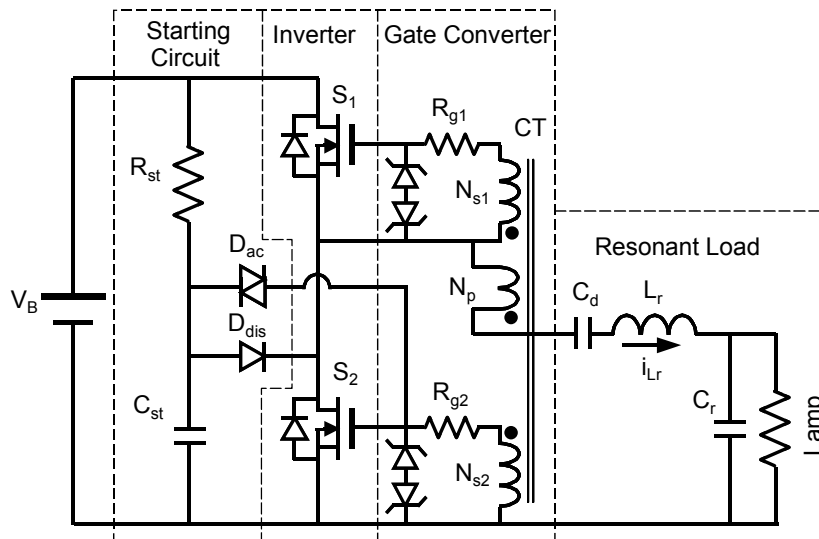 Starting
Circuit
Inverter
Gate Converter
S1
Rg1
CT
Rst
Ns1
Resonant Load
Dac
Np
Cd
Lr
VB
Ddis
iLr
S2
Rg2
Cr
Lamp
Cst
Ns2